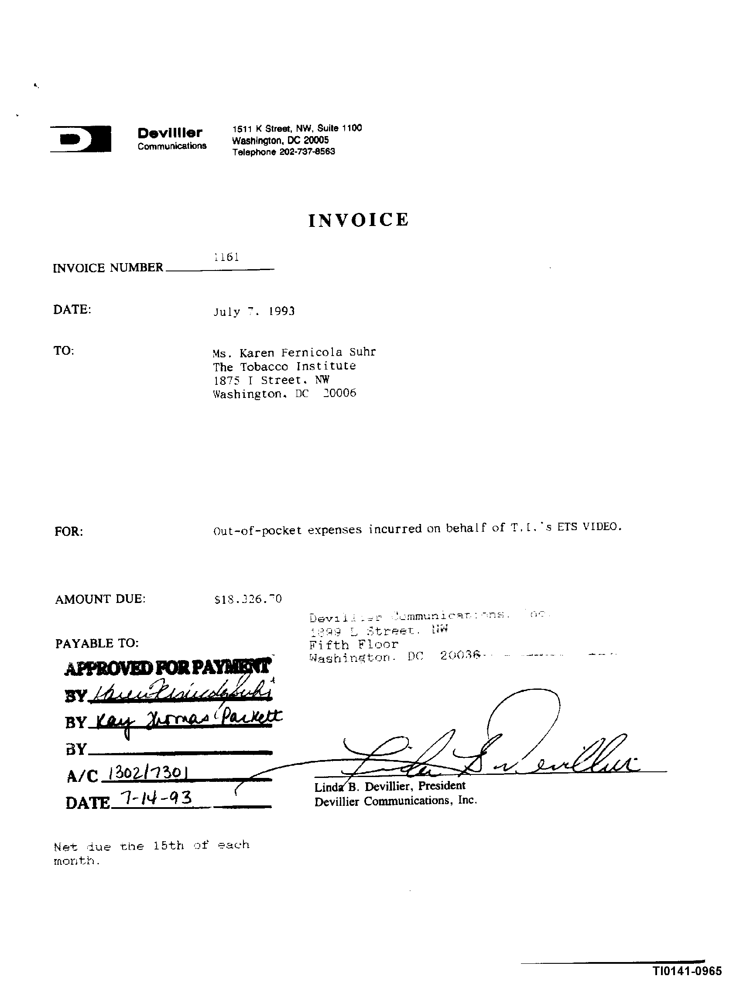 Devillier
Communications
1511 K Street, NW, Suite 1100
Washington, DC 20005
Telephone 202-737-8563
INVOICE
INVOICE NUMBER 1161
DATE: July 7, 1993
TO: Ms. Karen Fernicola Suhr
The Tobacco Institute
1875 I Street, NW
Washington, DC 20006
FOR: Out-of-pocket expenses incurred on behalf of T.I.'s ETS VIDEO.
AMOUNT DUE:
PAYABLE TO:
Devillier Communications, Inc.
1899 L Street, NW
Fifth Floor
Washington, DC 20036
APPROVED FOR PAYMENT
BY Karen Fernicola Suhr
BY Kay Thomas Packett
BY
A/C 1302/7301
DATE 7-14-93
Linda B. Devillier
Linda B. Devillier, President
Devillier Communications, Inc.
Net due the 15th of each
month.
TI0141-0965